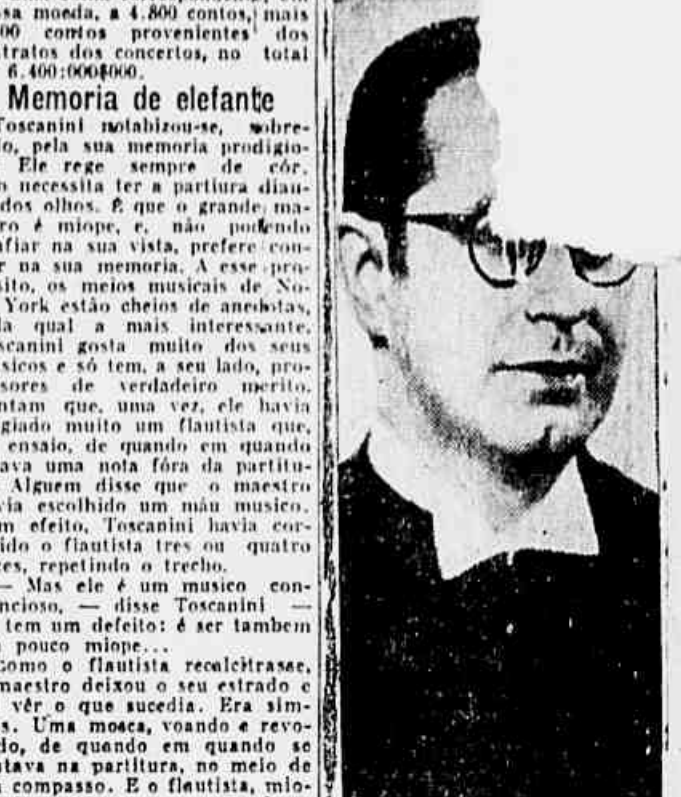 sa moeda, a 4.800 contos, mais
00 contos provenientes dos
tratos dos concertos, no total
6.400:000$000.
Memoria de elefante
Toscanini notabizou-se, sobre-
o, pela sua memoria prodigio-
Ele rege sempre de cór.
o necessita ter a partiura dian-
dos olhos. É que o grande ma-
ro é miope, e, não podendo
nfiar na sua vista, prefere con-
r na sua memoria. A esse pro-
sito, os meios musicais de No-
York estão cheios de anedotas,
da qual a mais interessante.
scanini gosta muito dos seus
sicos e só tem, a seu lado, pro-
sores de verdadeiro merito.
ntam que, uma vez, ele havia
giado muito um flautista que,
ensaio, de quando em quando
ava uma nota fóra da partitu-
Alguem disse que o maestro
via escolhido um máu musico.
m efeito, Toscanini havia cor-
ido o flautista tres ou quatro
zes, repetindo o trecho.
— Mas ele é um musico con-
ncioso, — disse Toscanini —
tem um defeito: é ser tambem
pouco miope...
Como o flautista recalcitrasse,
maestro deixou o seu estrado e
vêr o que sucedia. Era sim-
s. Uma mosca, voando e revo-
do, de quando em quando se
ntava na partitura, no meio de
compasso. E o flautista, mio-